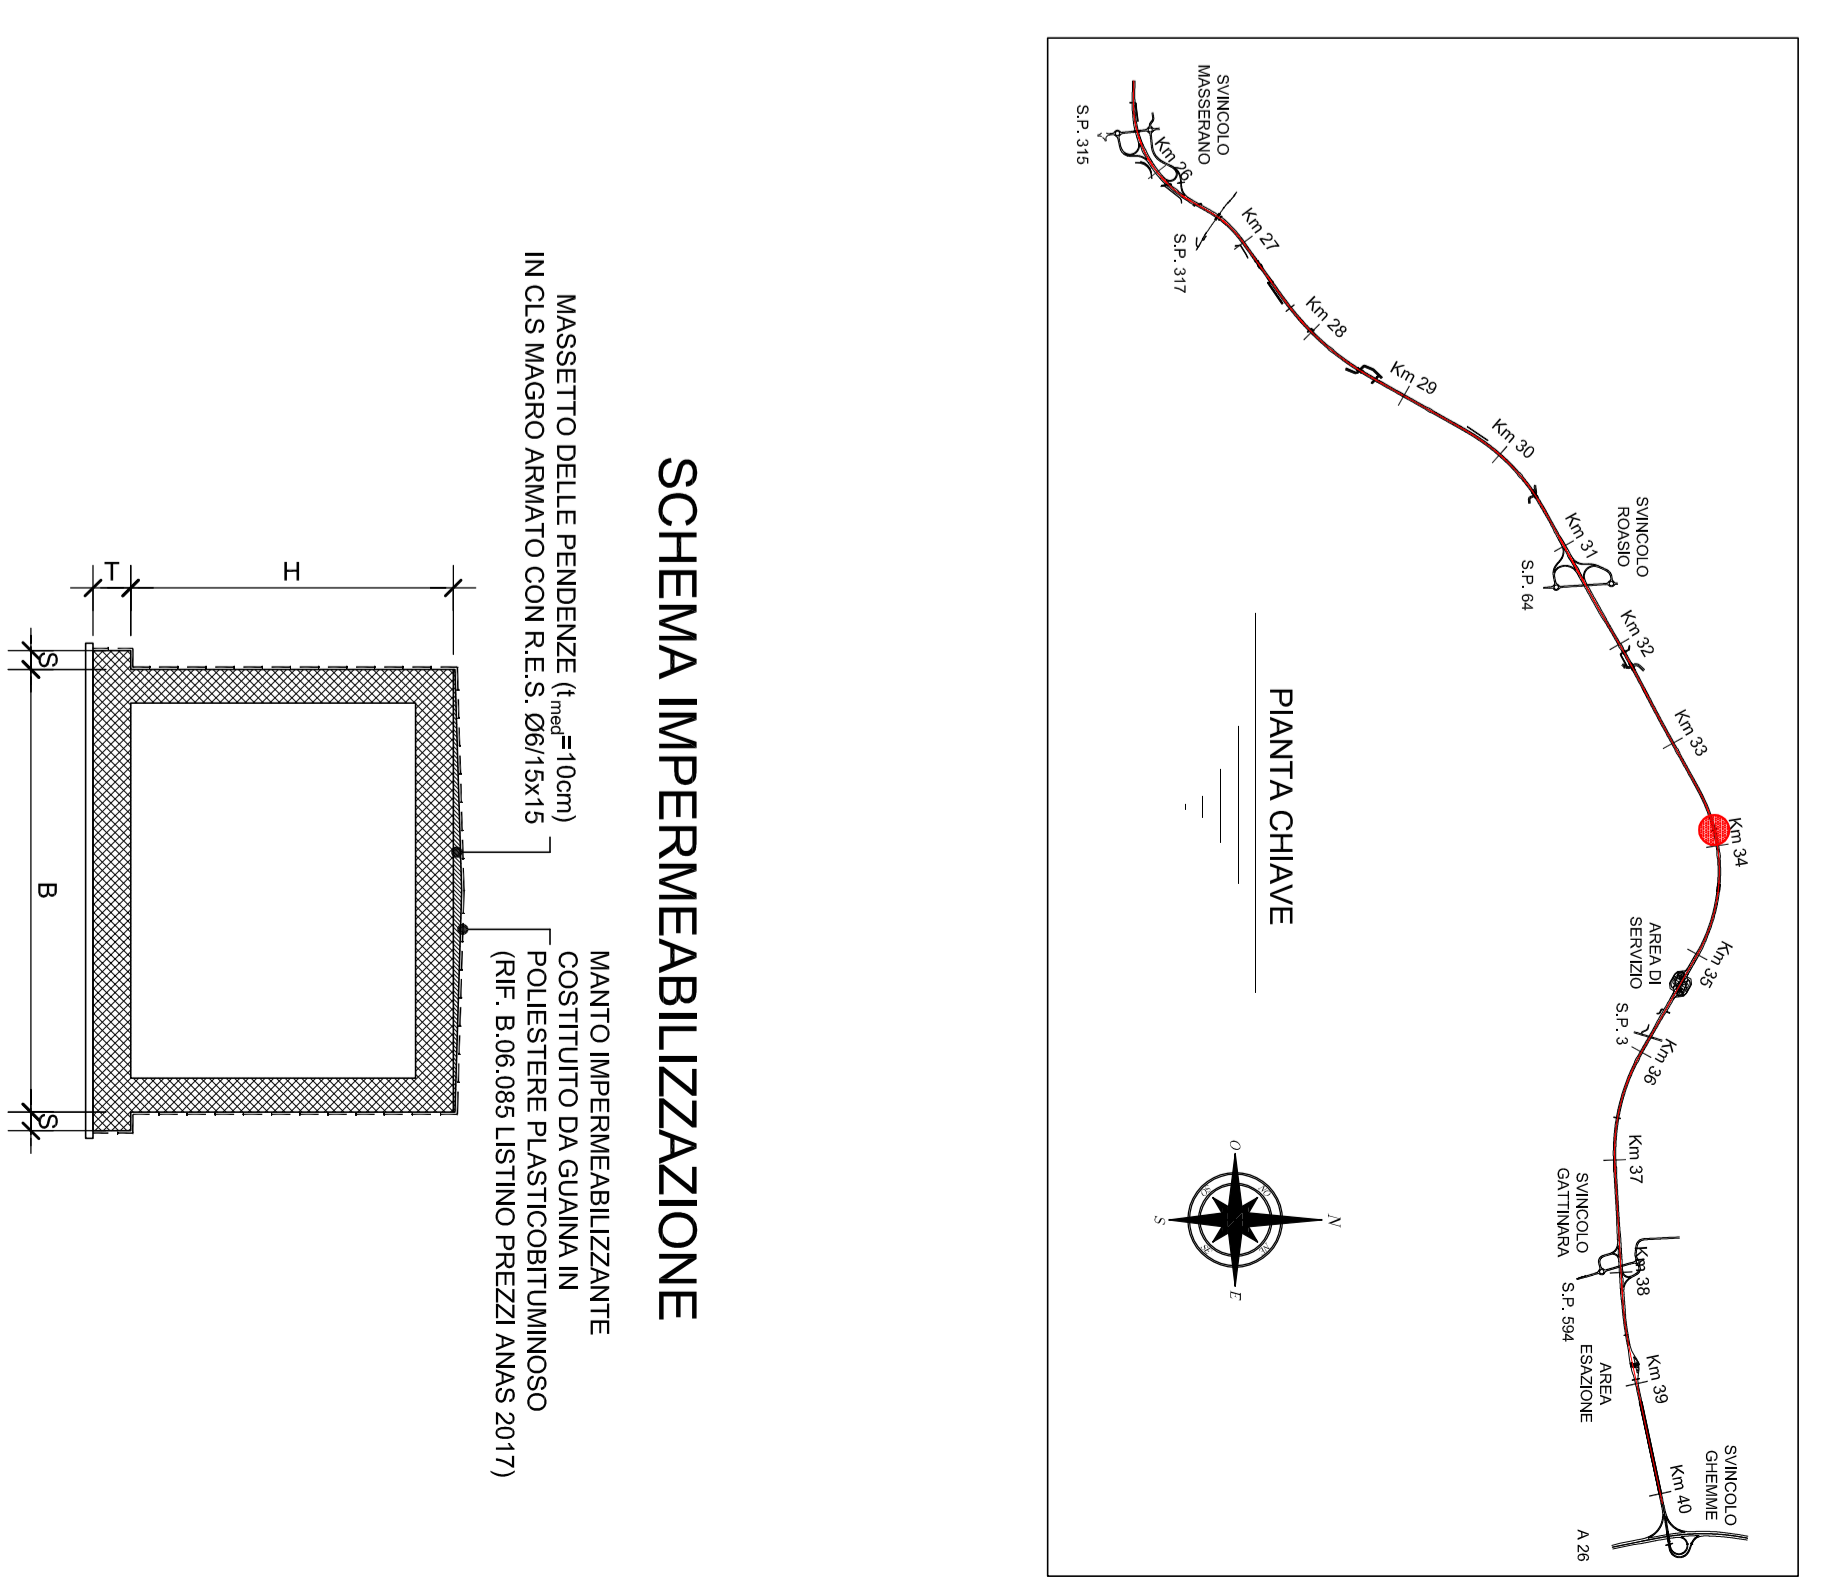 SVINCOLO
MASSERANO
S.P. 315
Km 26
S.P. 317
Km 27
Km 28
Km 29
Km 30
SVINCOLO
ROASIO
Km 31
S.P. 64
Km 32
Km 33
Km 34
Km 35
AREA DI
SERVIZIO
S.P. 3
Km 36
Km 37
SVINCOLO
GATTINARA
Km 38
S.P. 594
Km 39
AREA
ESAZIONE
Km 40
SVINCOLO
GHEMME
A 26
PIANTA CHIAVE
N
NO
O
SO
S
SE
E
NE
SCHEMA IMPERMEABILIZZAZIONE
MASSETTO DELLE PENDENZE (tmed=10cm)
IN CLS MAGRO ARMATO CON R.E.S. Ø6/15x15
MANTO IMPERMEABILIZZANTE
COSTITUITO DA GUAINA IN
POLIESTERE PLASTICOBITUMINOSO
(RIF. B.06.085 LISTINO PREZZI ANAS 2017)
H
T
S
B
S